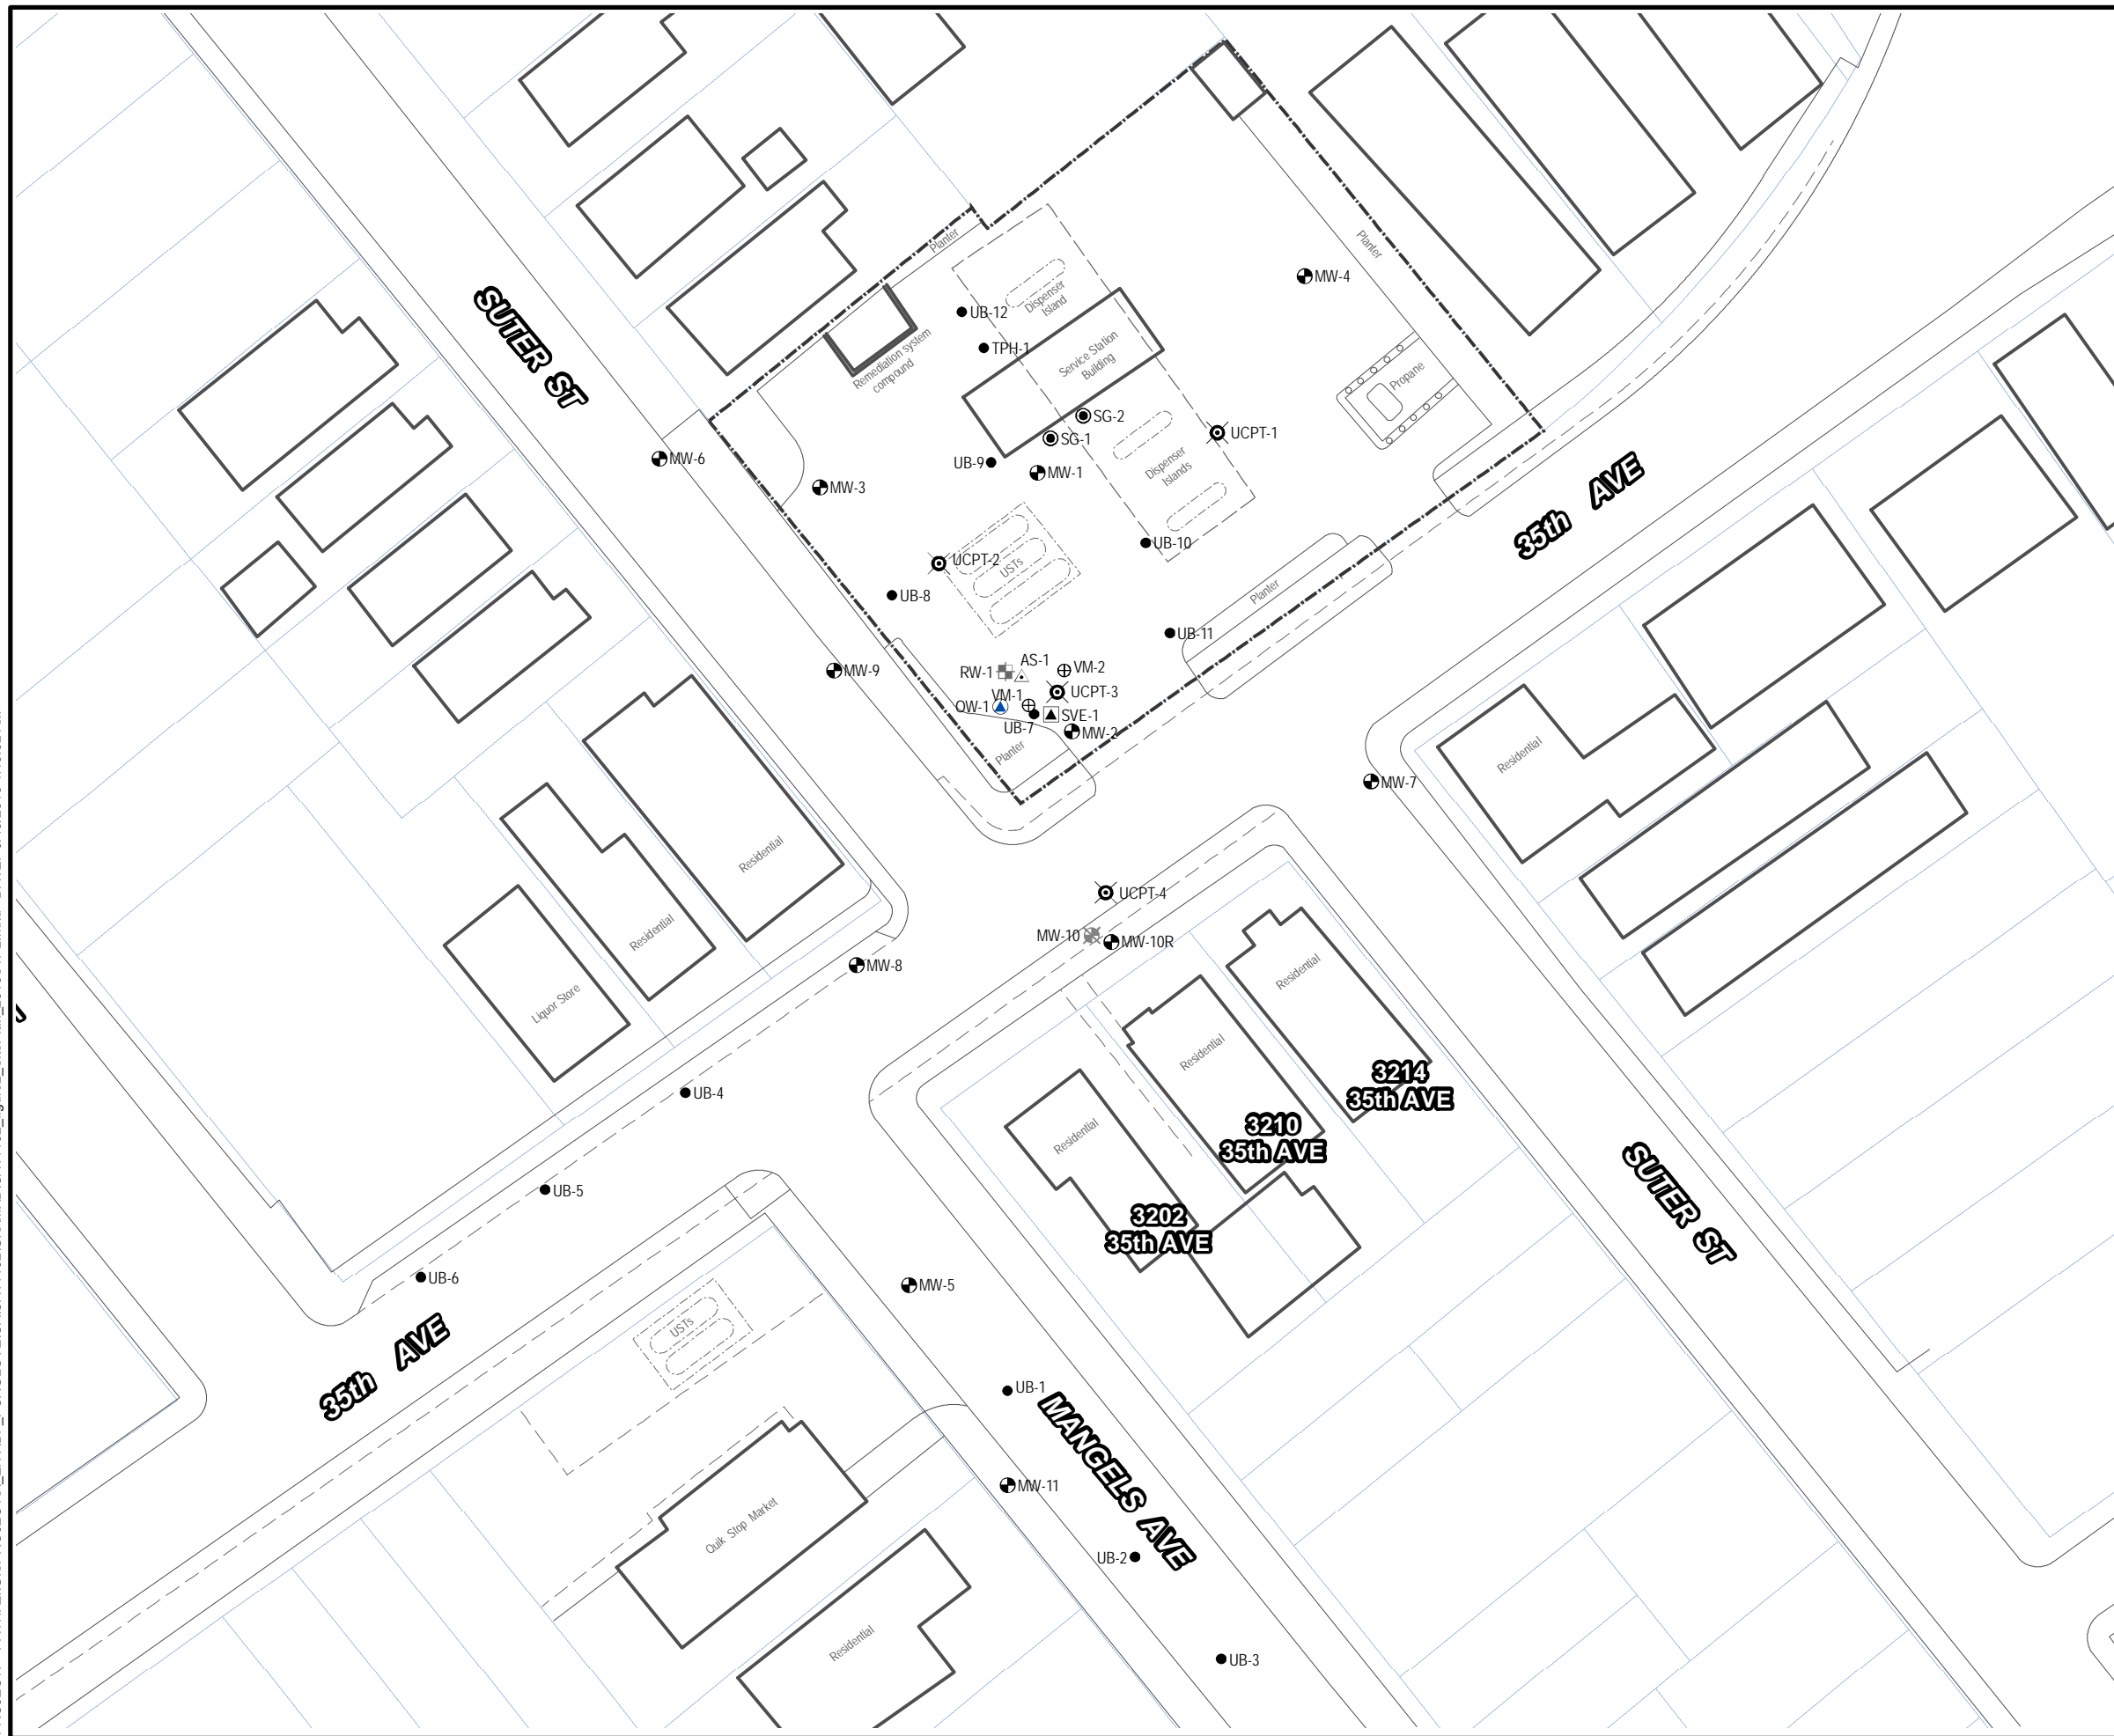 Planter
SUTER ST
UB-12
Dispenser
Island
Planter
MW-4
TPH-1
Remediation system
compound
Service Station
Building
Propane
SG-2
SG-1
UCPT-1
MW-6
UB-9
MW-1
Dispenser
Islands
MW-3
35th AVE
UB-10
UCPT-2
USTs
UB-8
Planter
UB-11
MW-9
RW-1
AS-1
VM-2
UCPT-3
VM-1
OW-1
UB-7
SVE-1
MW-2
Planter
Residential
MW-7
Residential
UCPT-4
Residential
MW-10
MW-10R
MW-8
Residential
Liquor Store
Residential
3214
35th AVE
UB-4
Residential
3210
35th AVE
UB-5
3202
35th AVE
SUTER ST
UB-6
MW-5
USTs
35th AVE
UB-1
MANGELS AVE
MW-11
Quik Stop Market
UB-2
Residential
UB-3